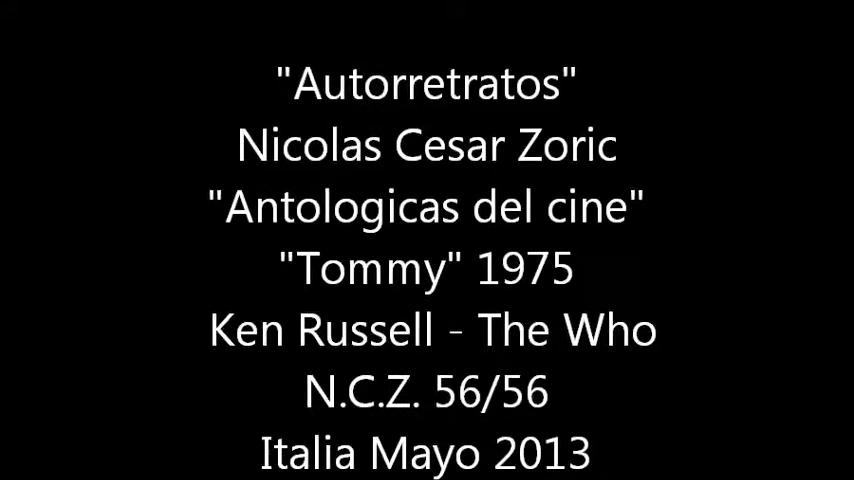 "Autorretratos"
Nicolas Cesar Zoric
"Antologicas del cine"
"Tommy" 1975
Ken Russell - The Who
N.C.Z. 56/56
Italia Mayo 2013